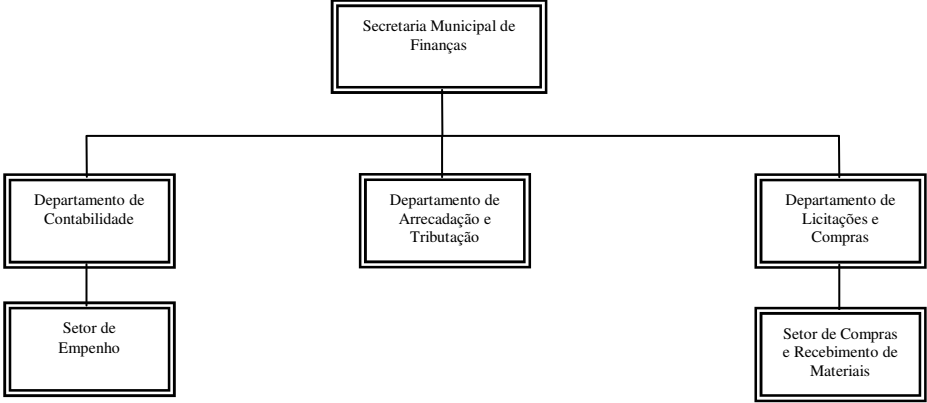 Secretaria Municipal de
Finanças
Departamento de
Contabilidade
Departamento de
Arrecadação e
Tributação
Departamento de
Licitações e
Compras
Setor de
Empenho
Setor de Compras
e Recebimento de
Materiais